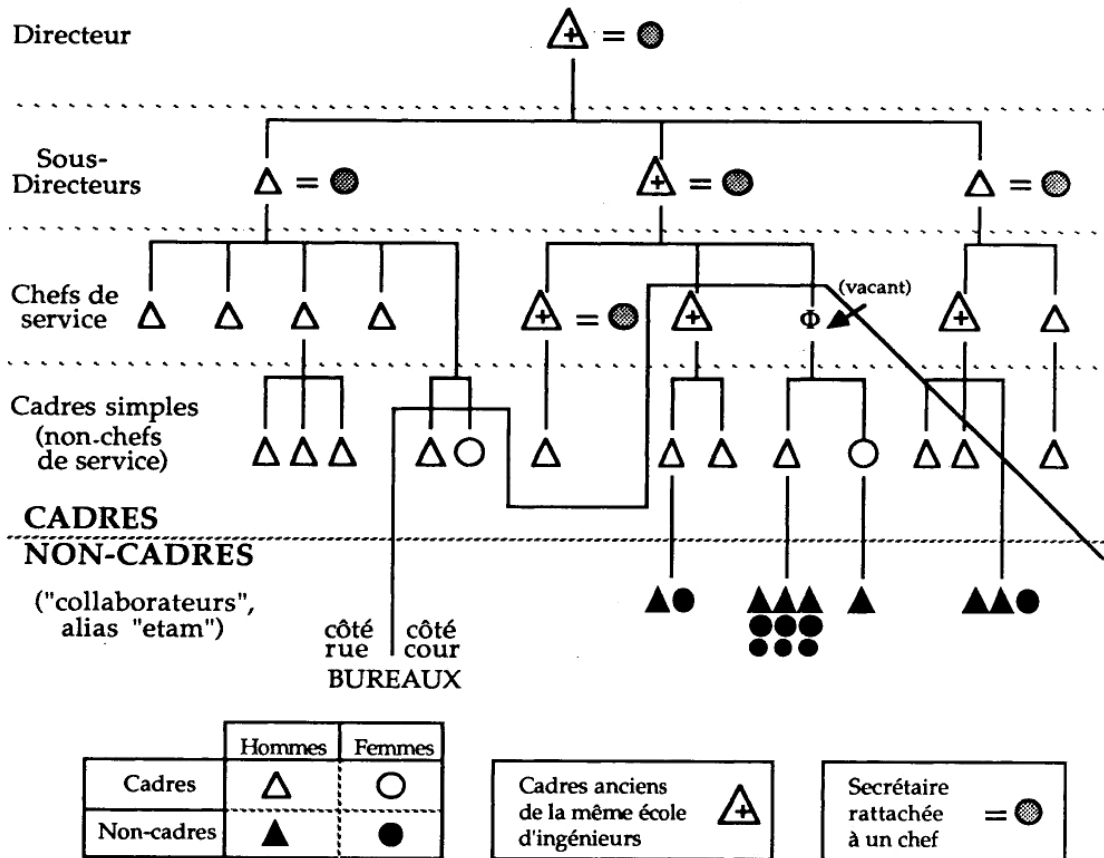 Directeur
Sous-
Directeurs
Chefs de
service
(vacant)
Φ
Cadres simples
(non-chefs
de service)
CADRES
NON-CADRES
("collaborateurs",
alias "etam")
côté côté
rue cour
BUREAUX
Hommes Femmes
Cadres
Non-cadres
Cadres anciens
de la même école
d'ingénieurs
Secrétaire
rattachée
à un chef